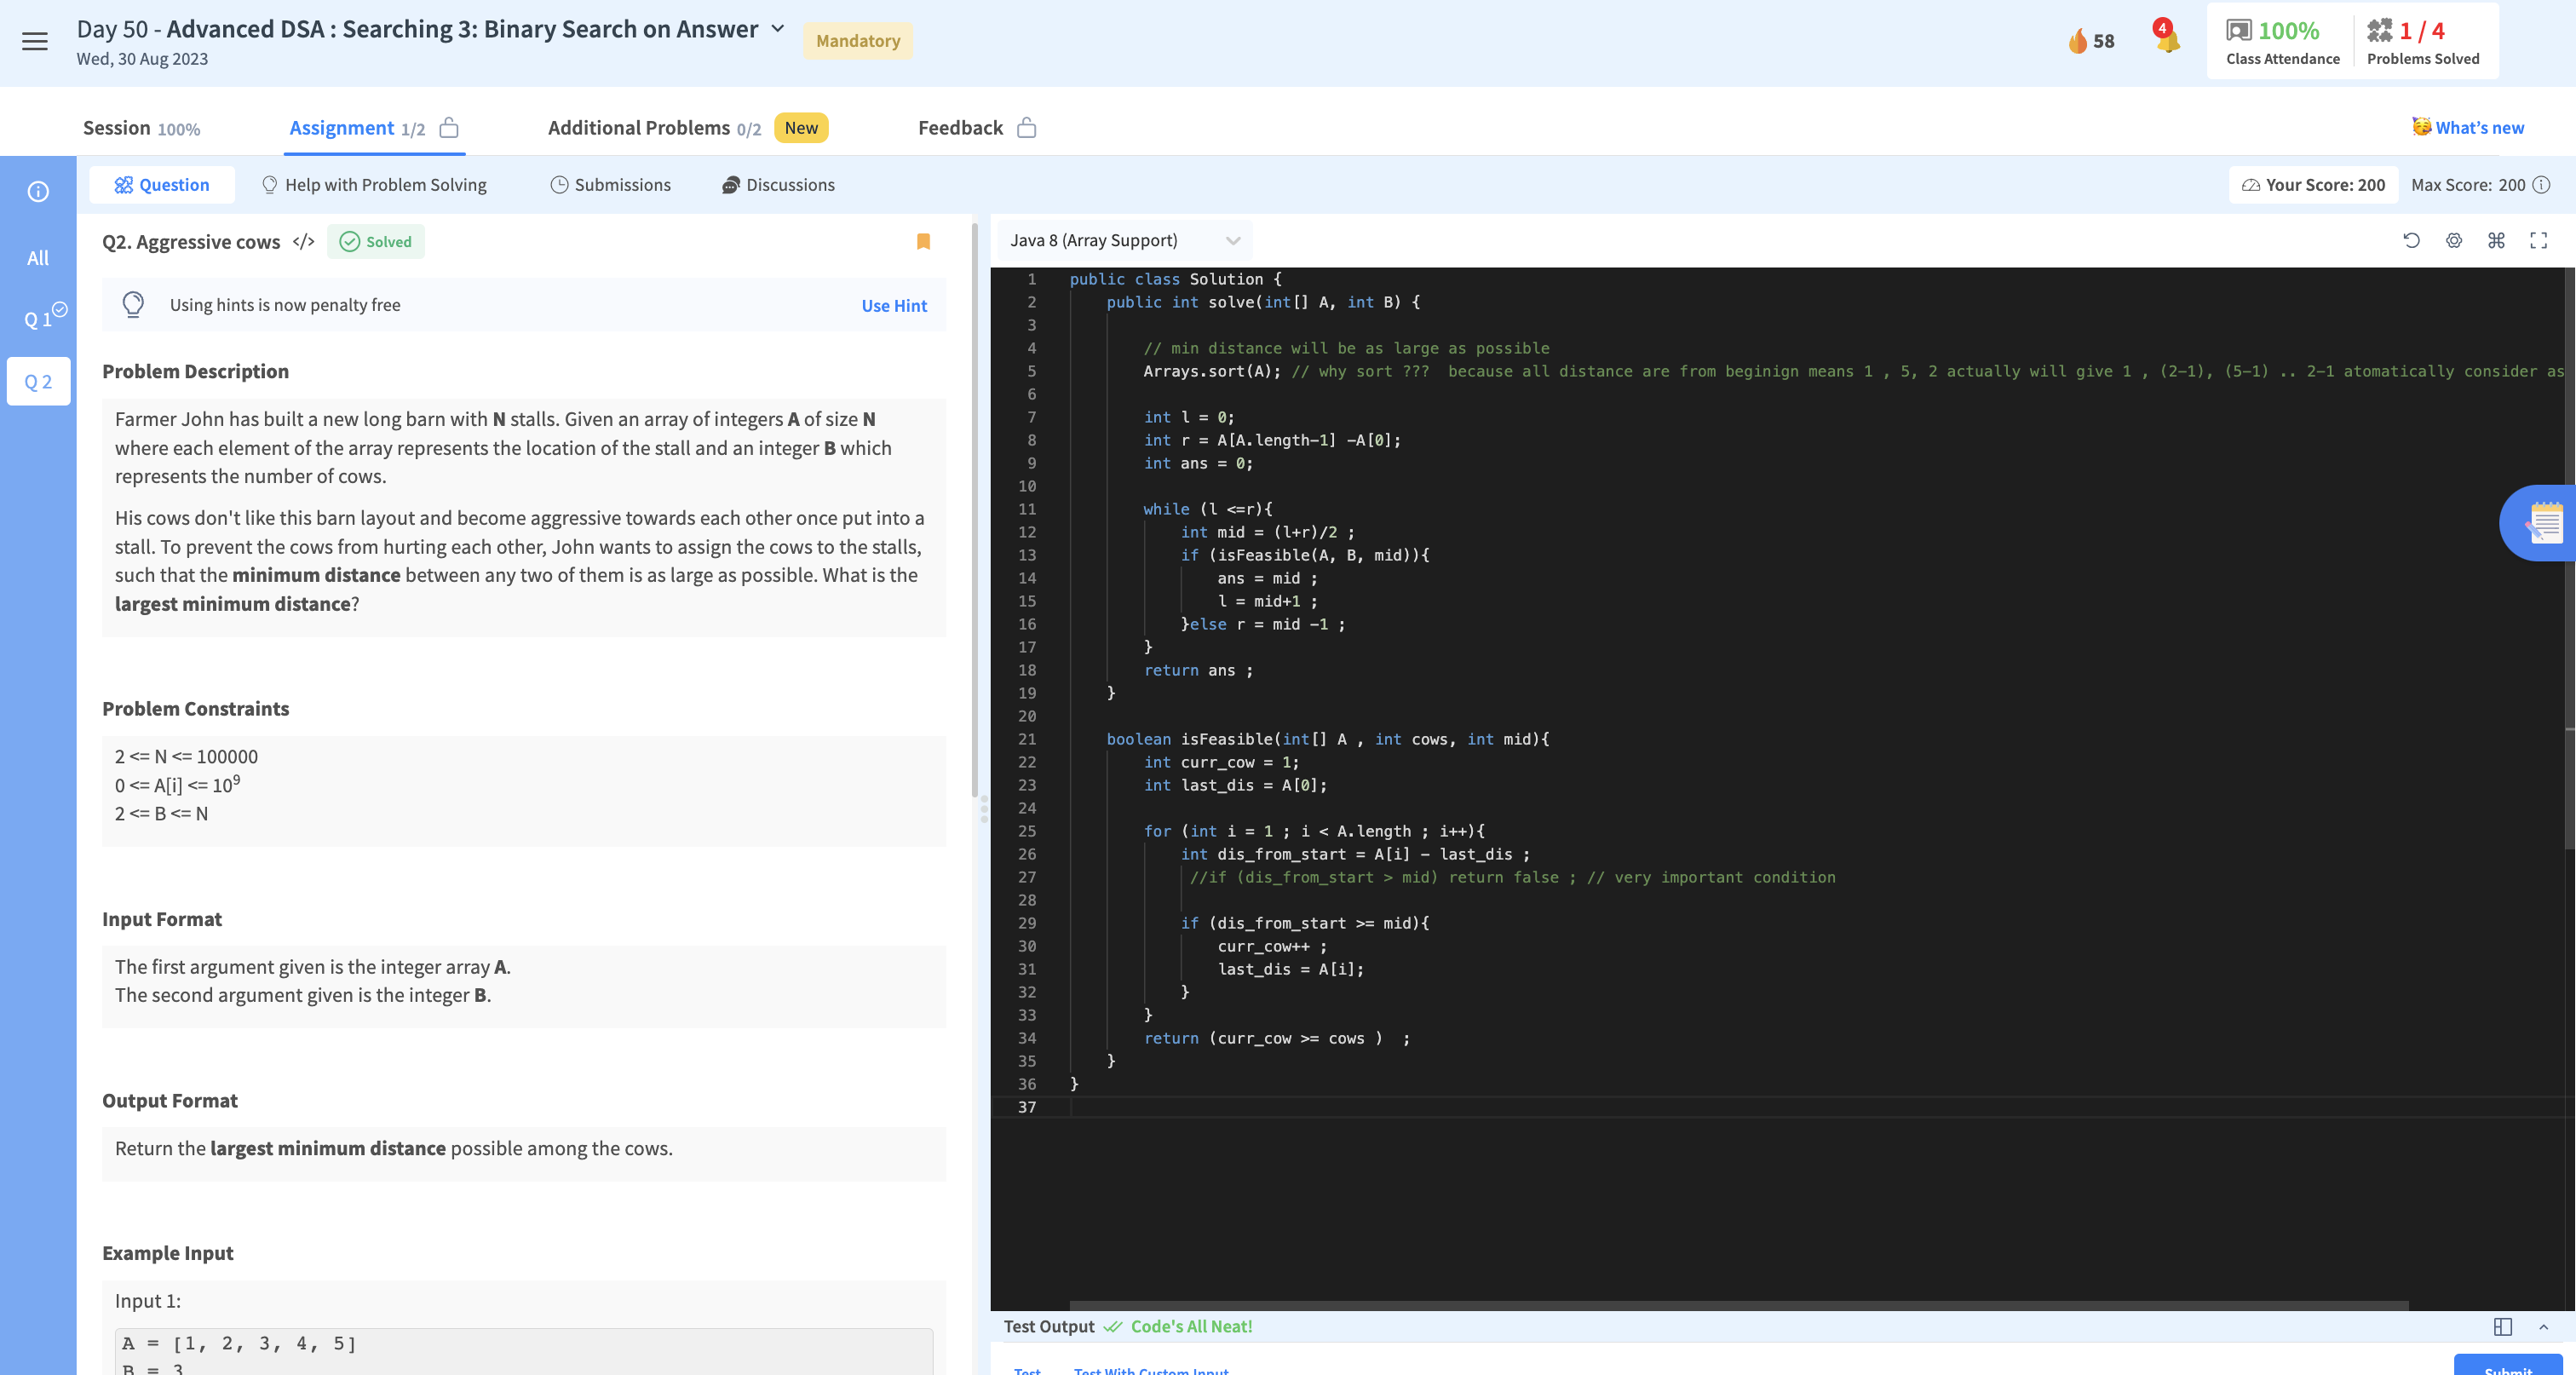 Day 50 - Advanced DSA : Searching 3: Binary Search on Answer
Mandatory
Wed, 30 Aug 2023
58
4
100%
Class Attendance
1 / 4
Problems Solved
Session 100%
Assignment 1/2
Additional Problems 0/2 New
Feedback
What's new
Question
Help with Problem Solving
Submissions
Discussions
Your Score: 200
Max Score: 200
All
Q 1
Q 2
Q2. Aggressive cows </> Solved
Using hints is now penalty free
Use Hint
Problem Description
Farmer John has built a new long barn with N stalls. Given an array of integers A of size N
where each element of the array represents the location of the stall and an integer B which
represents the number of cows.
His cows don't like this barn layout and become aggressive towards each other once put into a
stall. To prevent the cows from hurting each other, John wants to assign the cows to the stalls,
such that the minimum distance between any two of them is as large as possible. What is the
largest minimum distance?
Problem Constraints
2 <= N <= 100000
0 <= A[i] <= 10⁹
2 <= B <= N
Input Format
The first argument given is the integer array A.
The second argument given is the integer B.
Output Format
Return the largest minimum distance possible among the cows.
Example Input
Input 1:
A = [1, 2, 3, 4, 5]
B = 3
Java 8 (Array Support)
1 public class Solution {
2 public int solve(int[] A, int B) {
3
4 // min distance will be as large as possible
5 Arrays.sort(A); // why sort ???  because all distance are from beginign means 1 , 5, 2 actually will give 1 , (2-1), (5-1) .. 2-1 atomatically consider as
6
7 int l = 0;
8 int r = A[A.length-1] -A[0];
9 int ans = 0;
10
11 while (l <=r){
12 int mid = (l+r)/2 ;
13 if (isFeasible(A, B, mid)){
14 ans = mid ;
15 l = mid+1 ;
16 }else r = mid -1 ;
17 }
18 return ans ;
19 }
20
21 boolean isFeasible(int[] A , int cows, int mid){
22 int curr_cow = 1;
23 int last_dis = A[0];
24
25 for (int i = 1 ; i < A.length ; i++){
26 int dis_from_start = A[i] - last_dis ;
27 //if (dis_from_start > mid) return false ; // very important condition
28
29 if (dis_from_start >= mid){
30 curr_cow++ ;
31 last_dis = A[i];
32 }
33 }
34 return (curr_cow >= cows )  ;
35 }
36 }
37
Test Output Code's All Neat!
Test
Test With Custom Input
Submit